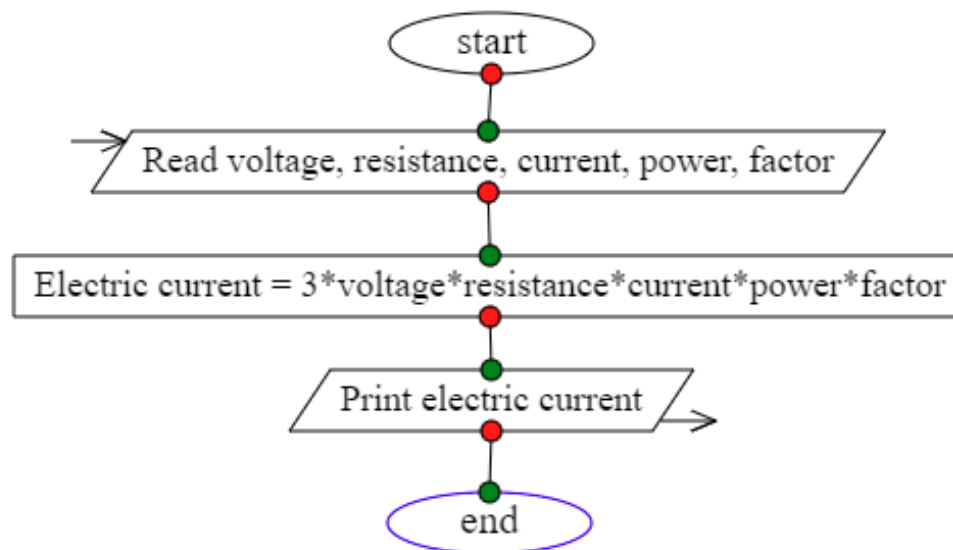 start
Read voltage, resistance, current, power, factor
Electric current = 3*voltage*resistance*current*power*factor
Print electric current
end